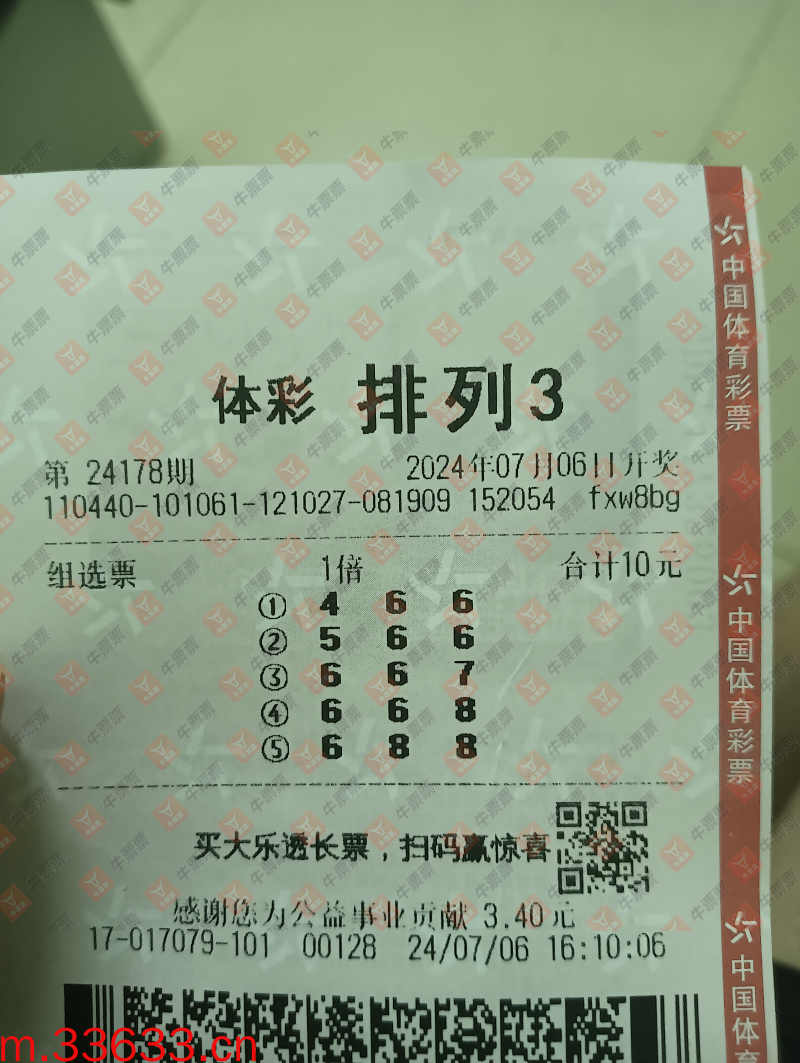 体彩 排列3
第 24178期 2024年07月06日开奖
110440-101061-121027-081909 152054 fxw8bg
组选票 1倍 合计10元
① 4 6 6
② 5 6 6
③ 6 6 7
④ 6 6 8
⑤ 6 8 8
买大乐透长票，扫码赢惊喜
感谢您为公益事业贡献 3.40元
17-017079-101 00128 24/07/06 16:10:06
中国体育彩票
中国体育彩票
中国体育
牛票票
m.33633.cn